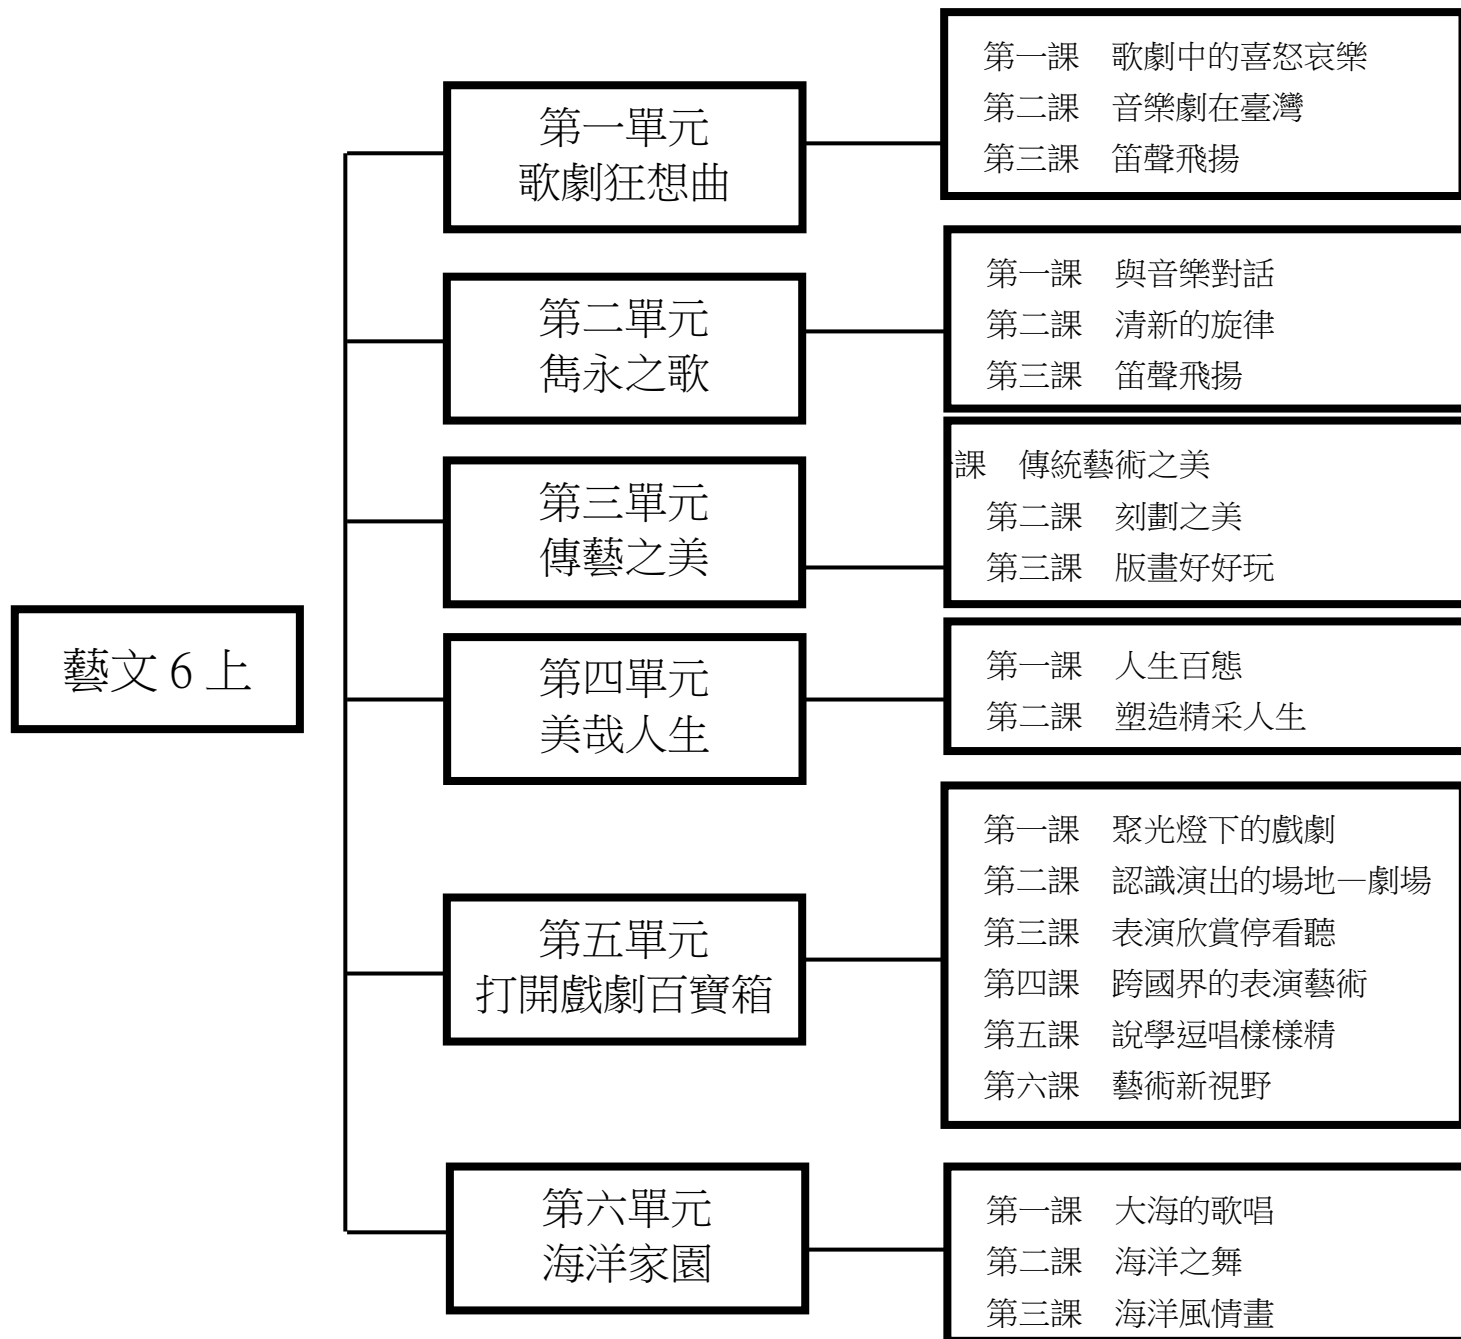 藝文6上
第一單元
歌劇狂想曲
第一課 歌劇中的喜怒哀樂
第二課 音樂劇在臺灣
第三課 笛聲飛揚
第二單元
雋永之歌
第一課 與音樂對話
第二課 清新的旋律
第三課 笛聲飛揚
第三單元
傳藝之美
課 傳統藝術之美
第二課 刻劃之美
第三課 版畫好好玩
第四單元
美哉人生
第一課 人生百態
第二課 塑造精采人生
第五單元
打開戲劇百寶箱
第一課 聚光燈下的戲劇
第二課 認識演出的場地—劇場
第三課 表演欣賞停看聽
第四課 跨國界的表演藝術
第五課 說學逗唱樣樣精
第六課 藝術新視野
第六單元
海洋家園
第一課 大海的歌唱
第二課 海洋之舞
第三課 海洋風情畫